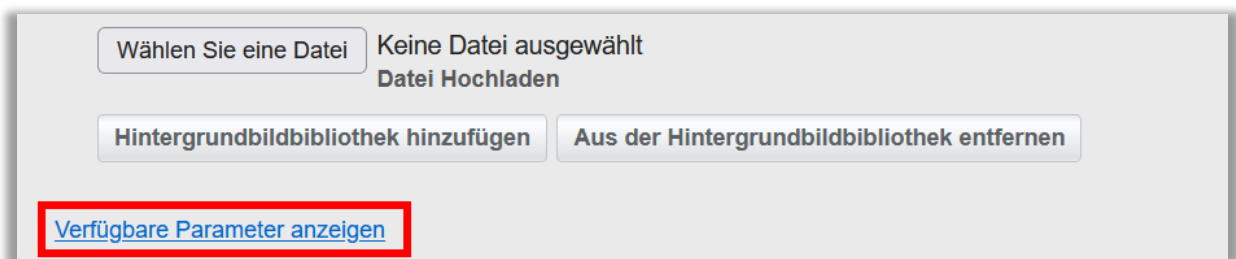 Wählen Sie eine Datei Keine Datei ausgewählt
Datei Hochladen
Hintergrundbildbibliothek hinzufügen Aus der Hintergrundbildbibliothek entfernen
Verfügbare Parameter anzeigen